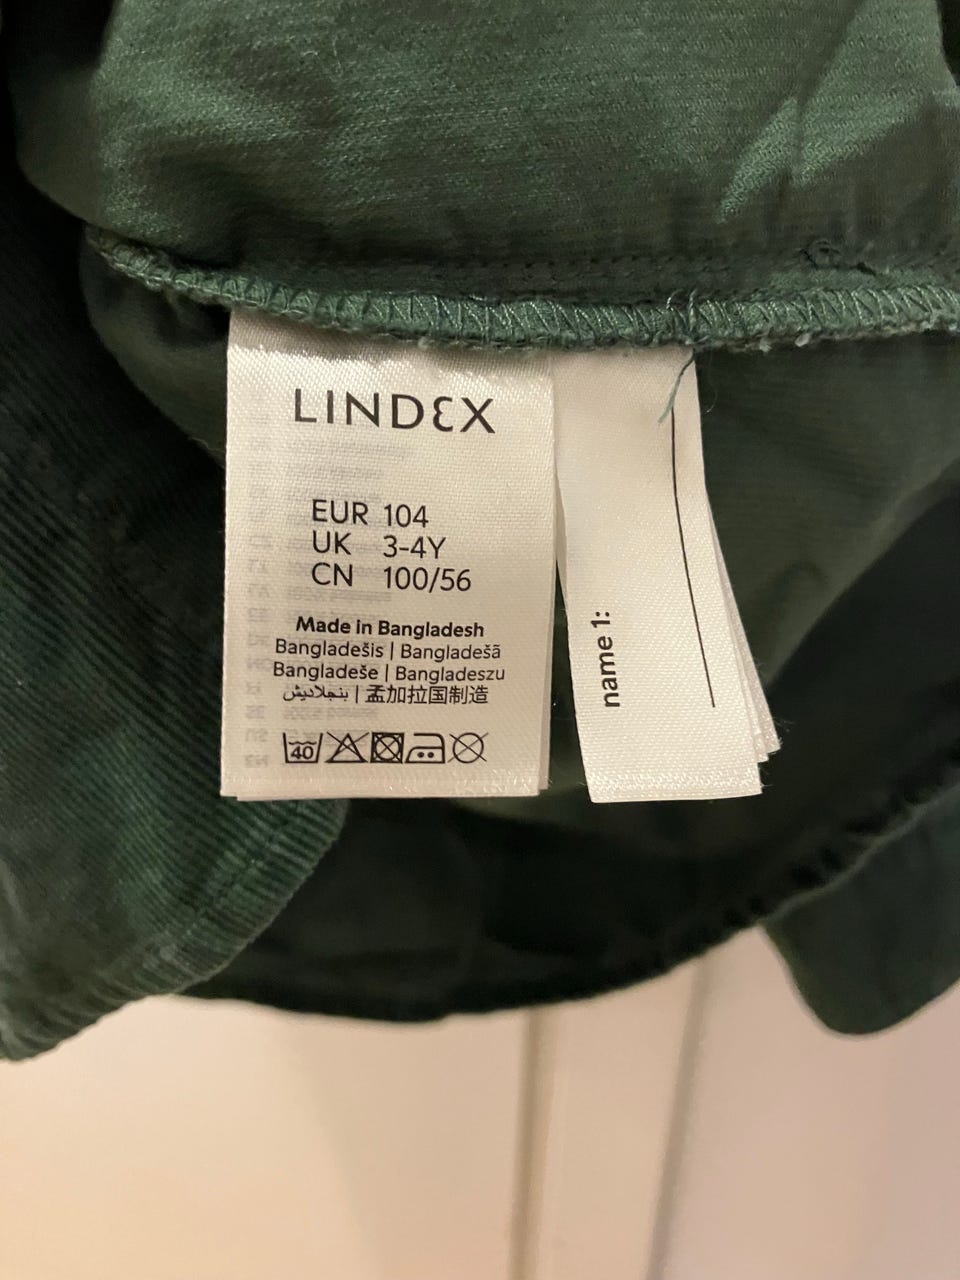 LINDEX
EUR 104
UK 3-4Y
CN 100/56
Made in Bangladesh
Bangladešis | Bangladešā
Bangladeše | Bangladeszu
بنجلاديش | 孟加拉国制造
40
name 1: